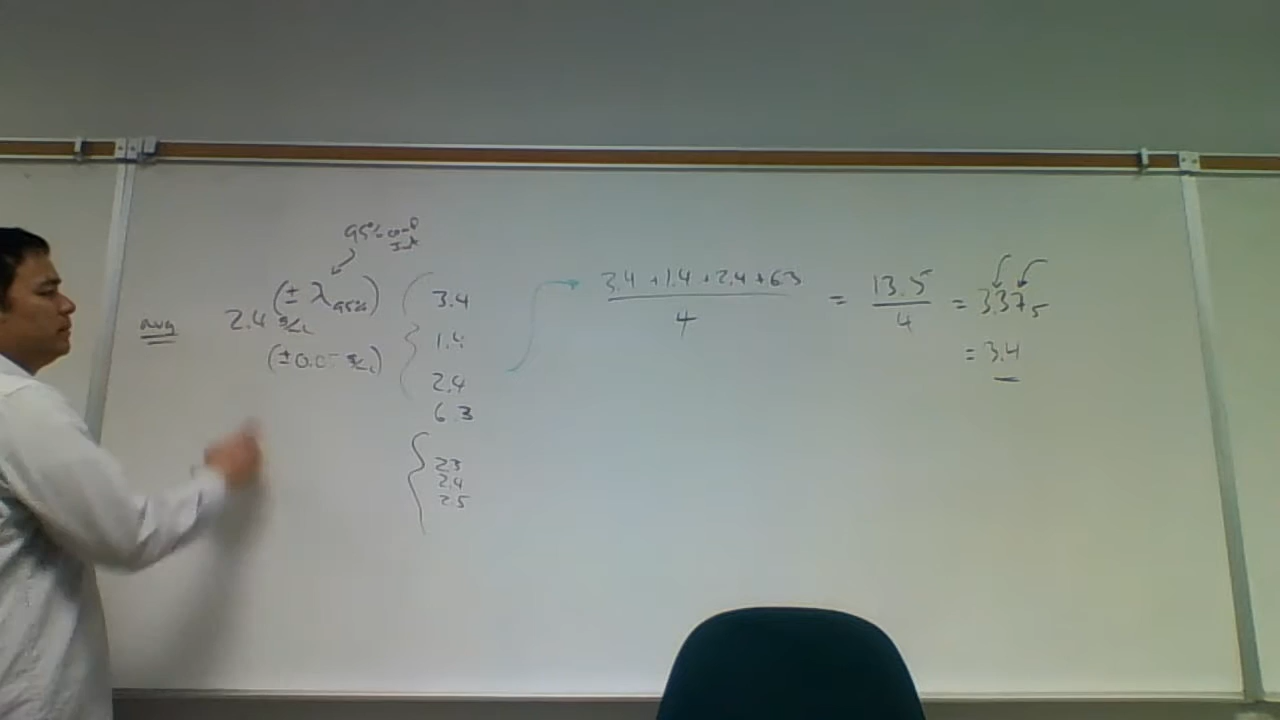 95% conf
Int
(± λ95%)
2.4 g/L
avg
(±0.0
3.4
1.4
2.4
6.3
2.3
2.4
2.5
3.4 + 1.4 + 2.4 + 6.3
4
= 13.5
4
= 3.375
= 3.4